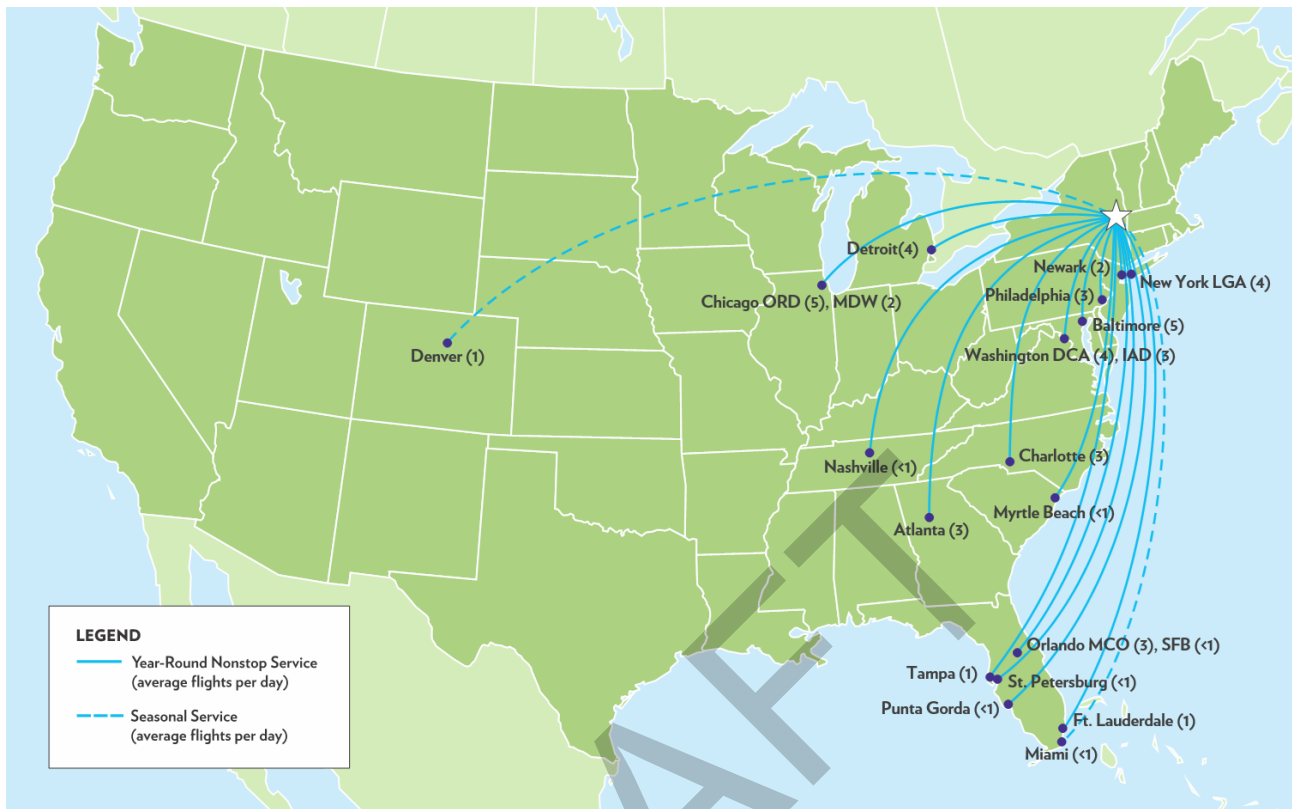 Detroit(4)
Newark (2)
New York LGA (4)
Chicago ORD (5), MDW (2)
Philadelphia (3)
Baltimore (5)
Denver (1)
Washington DCA (4), IAD (3)
Charlotte (3)
Nashville (<1)
Myrtle Beach (<1)
Atlanta (3)
Orlando MCO (3), SFB (<1)
Tampa (1)
St. Petersburg (<1)
Punta Gorda (<1)
Ft. Lauderdale (1)
Miami (<1)
LEGEND
Year-Round Nonstop Service
(average flights per day)
Seasonal Service
(average flights per day)
AFT